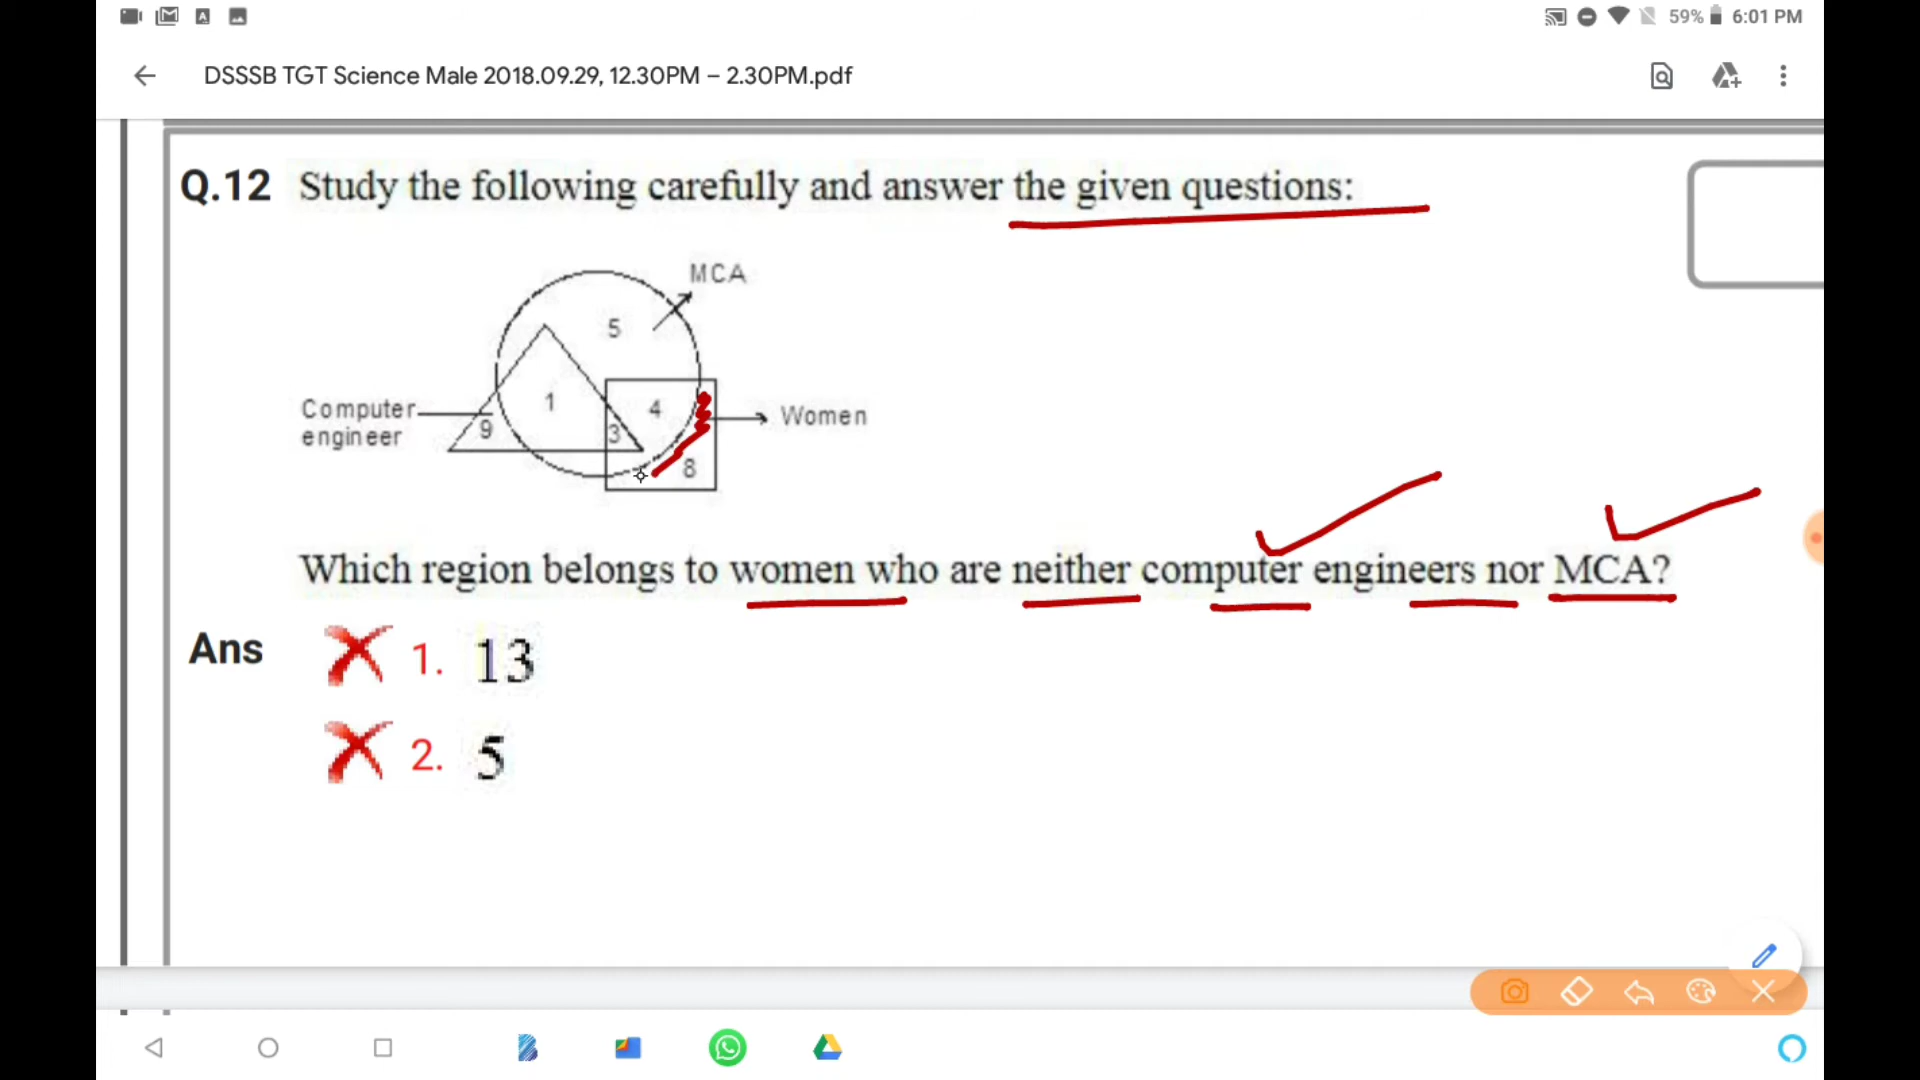 59% 6:01 PM
DSSSB TGT Science Male 2018.09.29, 12.30PM – 2.30PM.pdf
Q.12 Study the following carefully and answer the given questions:
MCA
5
Computer
engineer
1
4
Women
9
3
8
Which region belongs to women who are neither computer engineers nor MCA?
Ans
1. 13
2. 5